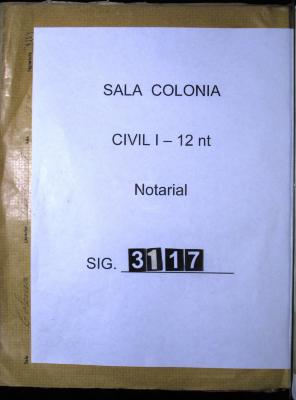 SALA COLONIA
CIVIL I – 12 nt
Notarial
SIG. 3117